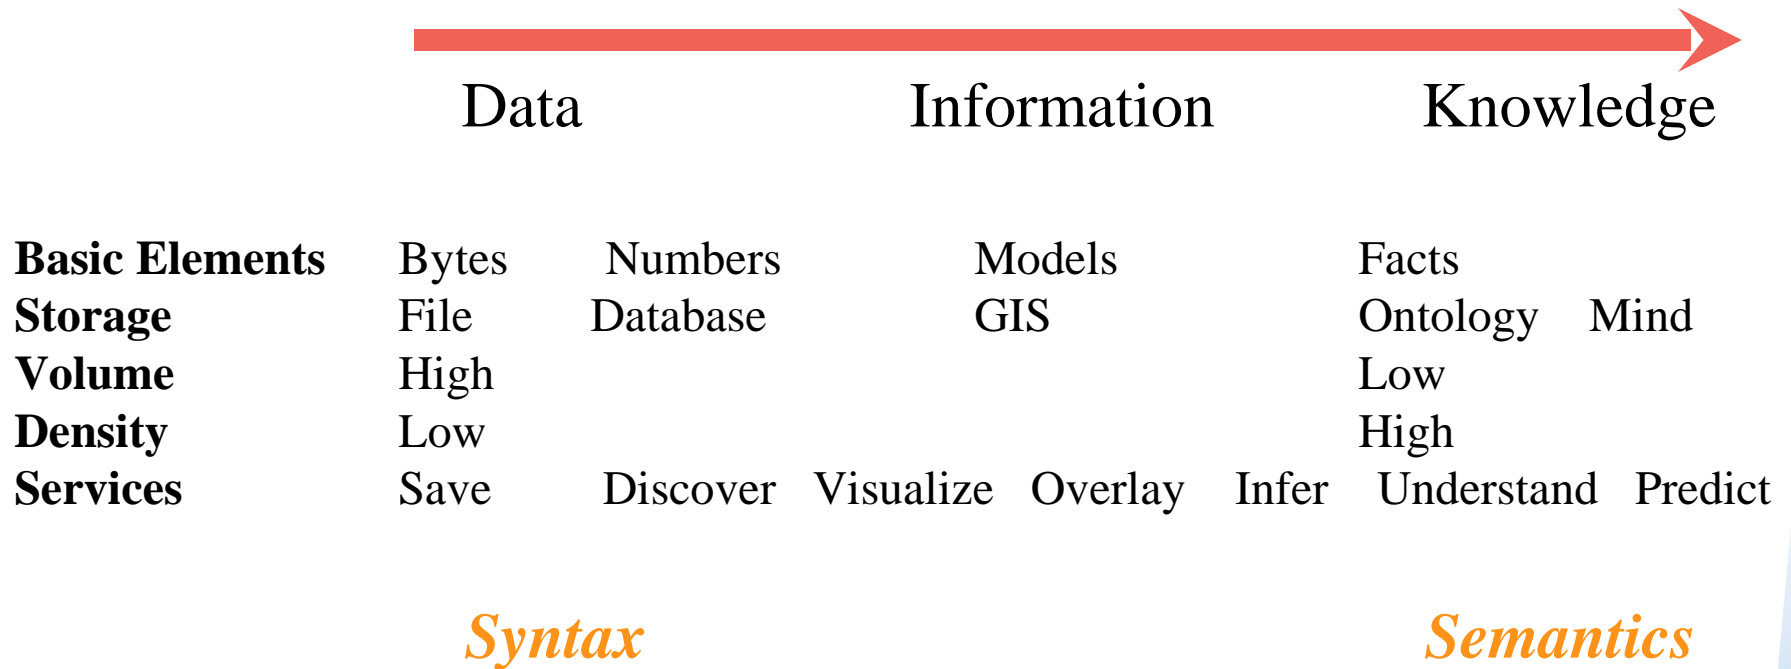 Data Information Knowledge
Basic Elements Bytes Numbers Models Facts
Storage File Database GIS Ontology Mind
Volume High Low
Density Low High
Services Save Discover Visualize Overlay Infer Understand Predict
Syntax Semantics